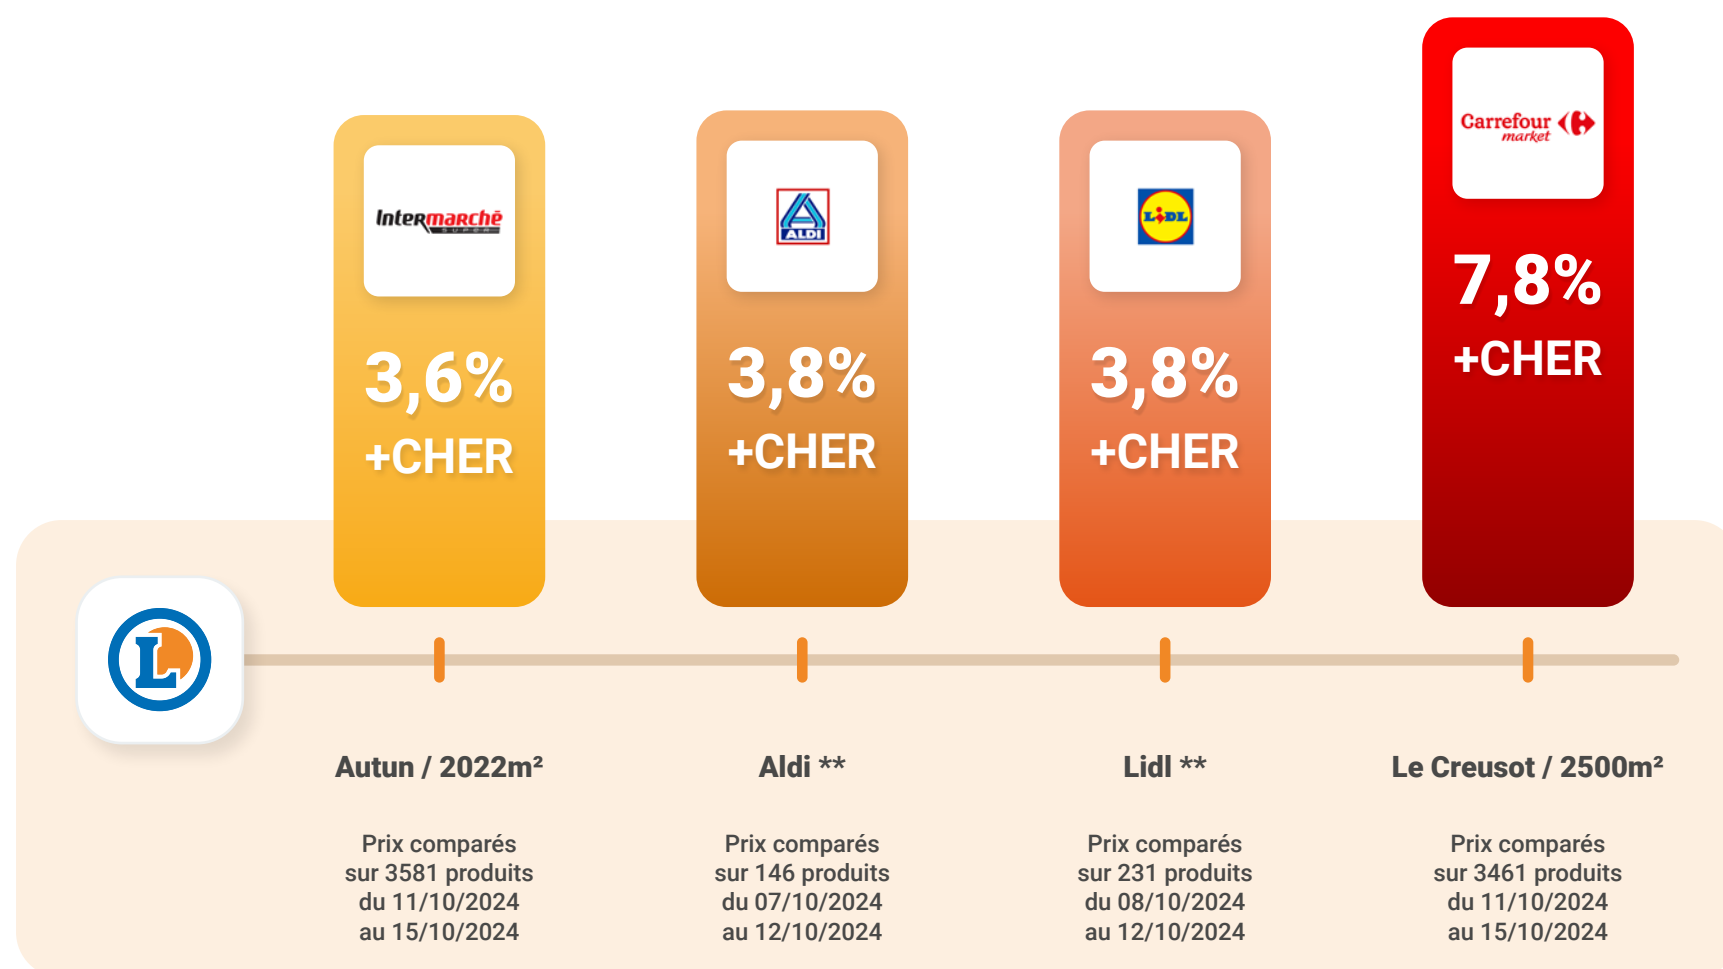 Intermarché
SUPER
3,6%
+CHER
ALDI
3,8%
+CHER
LIDL
3,8%
+CHER
Carrefour
market
7,8%
+CHER
L
Autun / 2022m²
Prix comparés
sur 3581 produits
du 11/10/2024
au 15/10/2024
Aldi **
Prix comparés
sur 146 produits
du 07/10/2024
au 12/10/2024
Lidl **
Prix comparés
sur 231 produits
du 08/10/2024
au 12/10/2024
Le Creusot / 2500m²
Prix comparés
sur 3461 produits
du 11/10/2024
au 15/10/2024